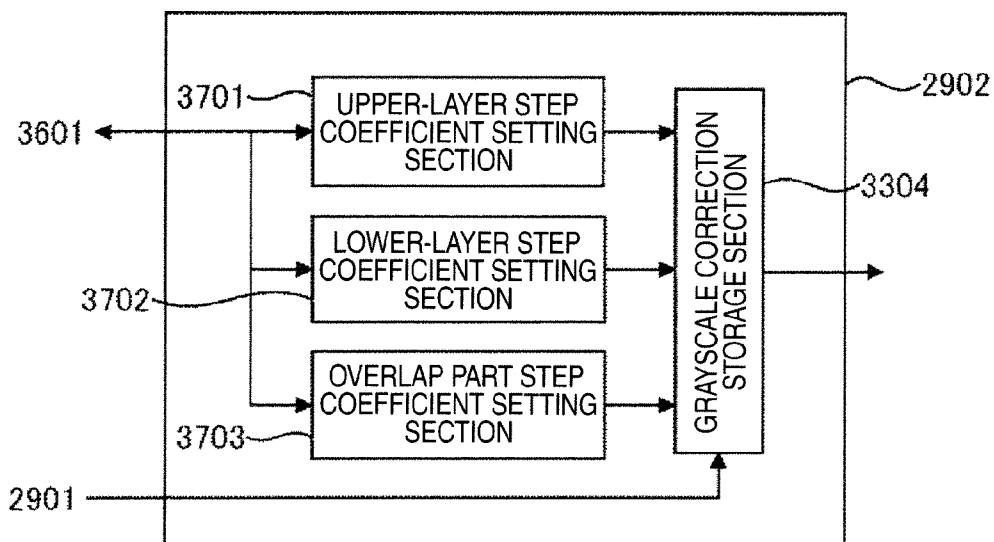 3701
UPPER-LAYER STEP
COEFFICIENT SETTING
SECTION
2902
3601
3304
LOWER-LAYER STEP
COEFFICIENT SETTING
SECTION
3702
GRAYSCALE CORRECTION
STORAGE SECTION
OVERLAP PART STEP
COEFFICIENT SETTING
SECTION
3703
2901